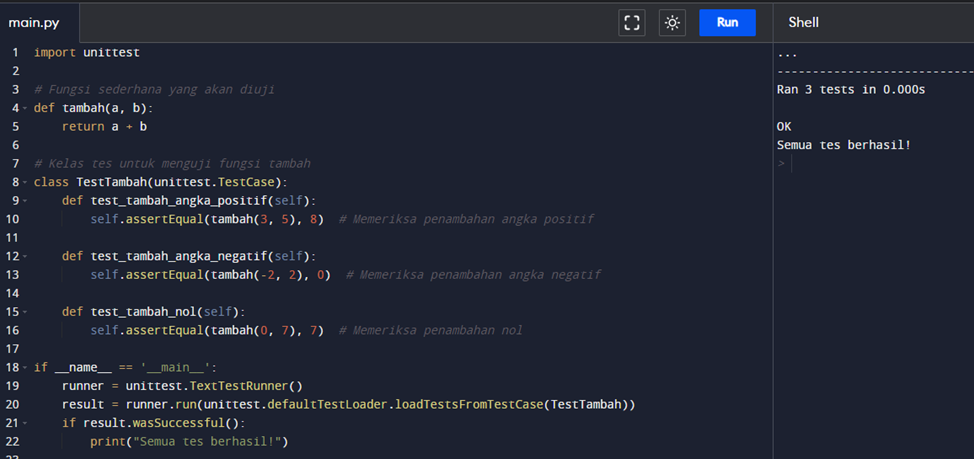 main.py
Run
Shell
1 import unittest
2
3 # Fungsi sederhana yang akan diuji
4 def tambah(a, b):
5     return a + b
6
7 # Kelas tes untuk menguji fungsi tambah
8 class TestTambah(unittest.TestCase):
9     def test_tambah_angka_positif(self):
10         self.assertEqual(tambah(3, 5), 8)  # Memeriksa penambahan angka positif
11
12     def test_tambah_angka_negatif(self):
13         self.assertEqual(tambah(-2, 2), 0)  # Memeriksa penambahan angka negatif
14
15     def test_tambah_nol(self):
16         self.assertEqual(tambah(0, 7), 7)  # Memeriksa penambahan nol
17
18 if __name__ == '__main__':
19     runner = unittest.TextTestRunner()
20     result = runner.run(unittest.defaultTestLoader.loadTestsFromTestCase(TestTambah))
21     if result.wasSuccessful():
22         print("Semua tes berhasil!")
23
...
----------------------------
Ran 3 tests in 0.000s

OK
Semua tes berhasil!
>